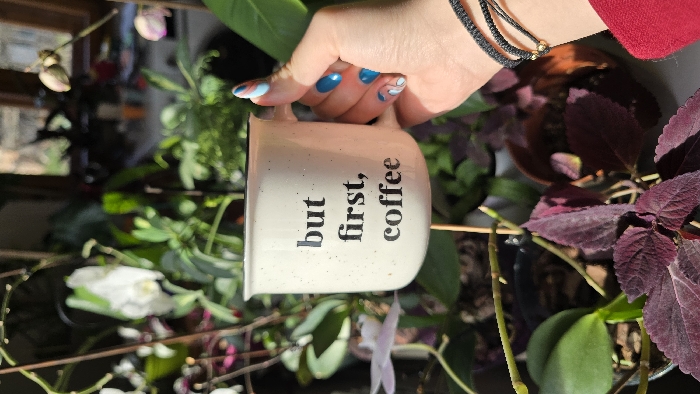 but
first,
coffee